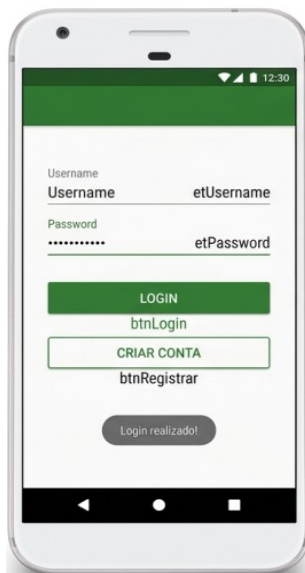 12:30
Username
Username etUsername
Password
•••••••••••  etPassword
LOGIN
btnLogin
CRIAR CONTA
btnRegistrar
Login realizado!